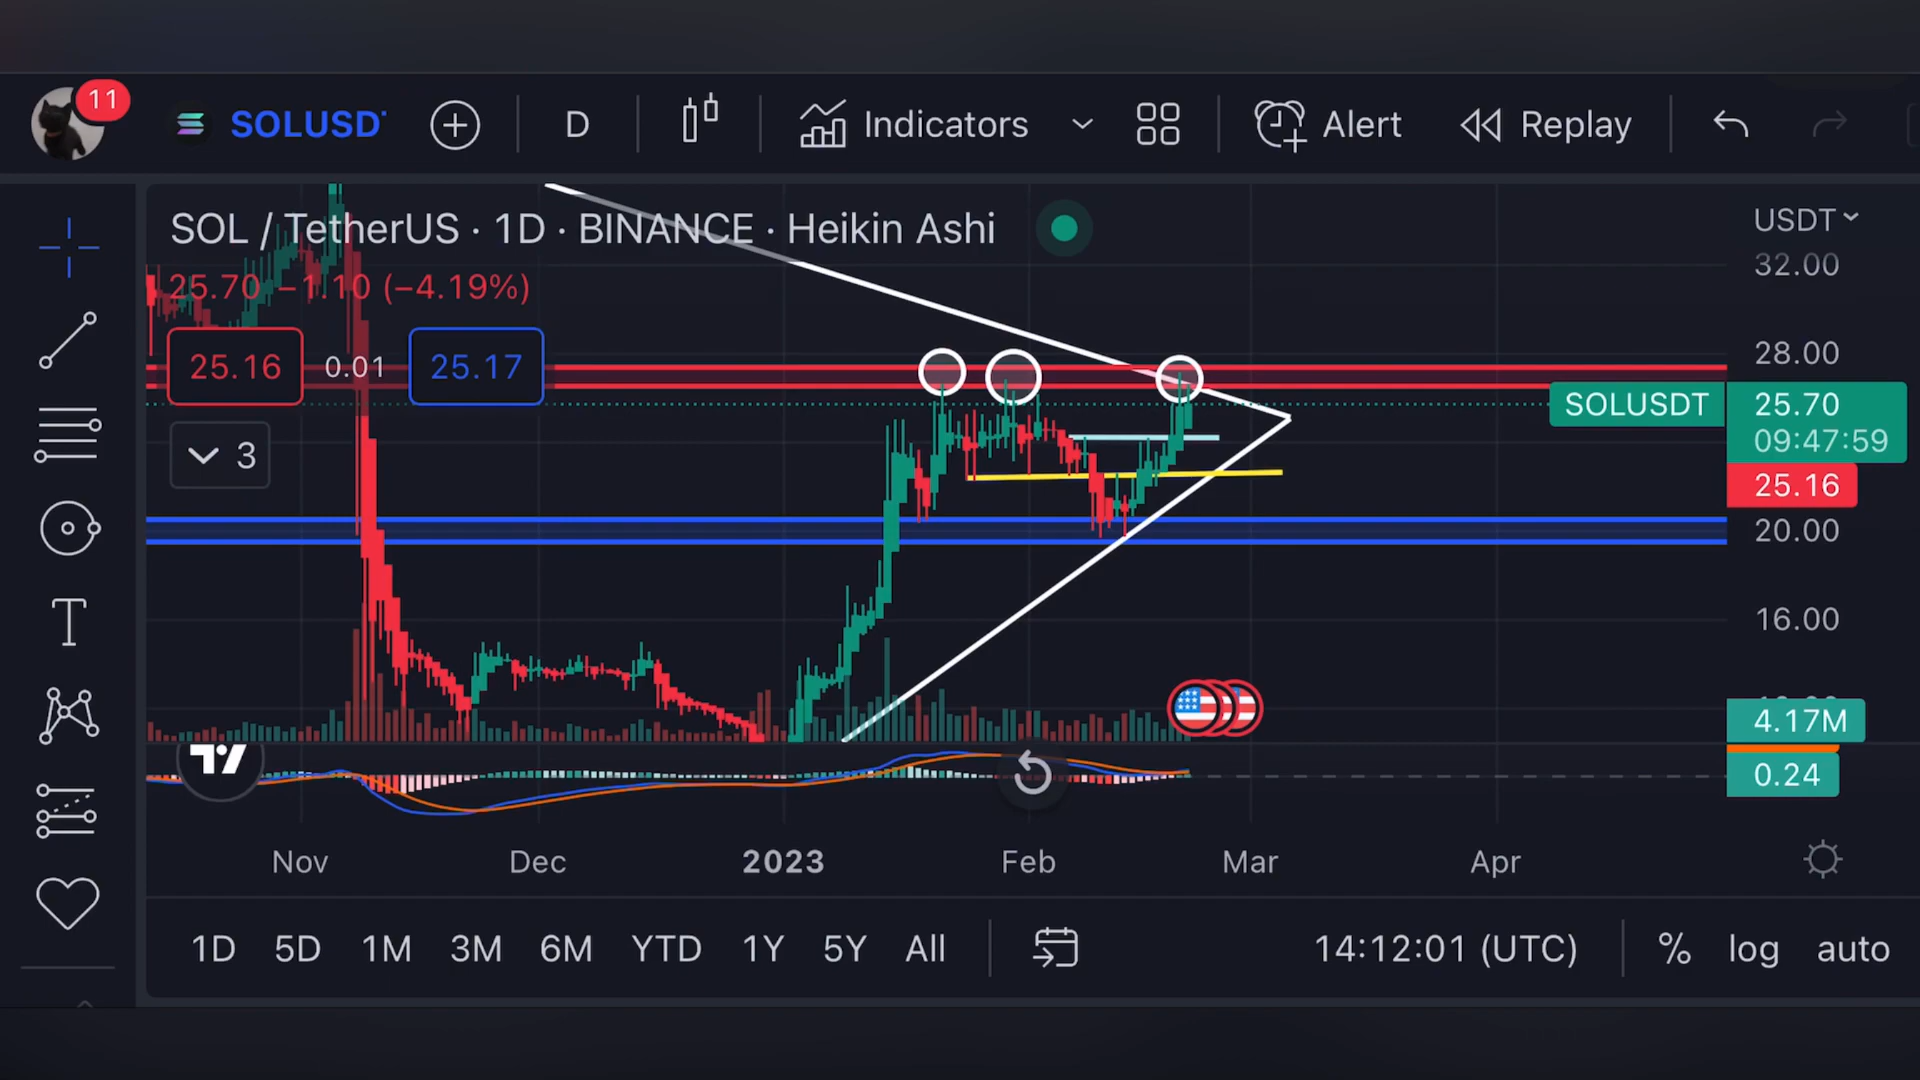 11
SOLUSD
D
Indicators
Alert
Replay
SOL / TetherUS · 1D · BINANCE · Heikin Ashi
USDT
25.70 −1.10 (−4.19%)
32.00
25.16
0.01
25.17
28.00
SOLUSDT
25.70
09:47:59
3
25.16
20.00
16.00
4.17M
0.24
Nov
Dec
2023
Feb
Mar
Apr
1D 5D 1M 3M 6M YTD 1Y 5Y All
14:12:01 (UTC)
%
log
auto